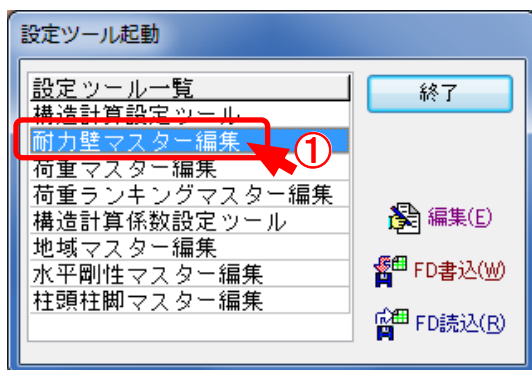 設定ツール起動
設定ツール一覧
終了
構造計算設定ツール
耐力壁マスター編集
①
荷重マスター編集
荷重ランキングマスター編集
構造計算係数設定ツール
編集(E)
地域マスター編集
水平剛性マスター編集
FD書込(W)
柱頭柱脚マスター編集
FD読込(R)